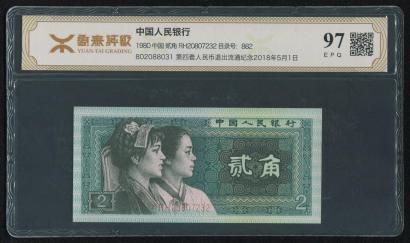 中国人民银行
1980 中国 贰角 RH20807232 目录号: 882
802088031 第四套人民币退出流通纪念2018年5月1日
YUAN TAI GRADING
97
EPQ
中国人民银行
贰角
2
RH20807232
2